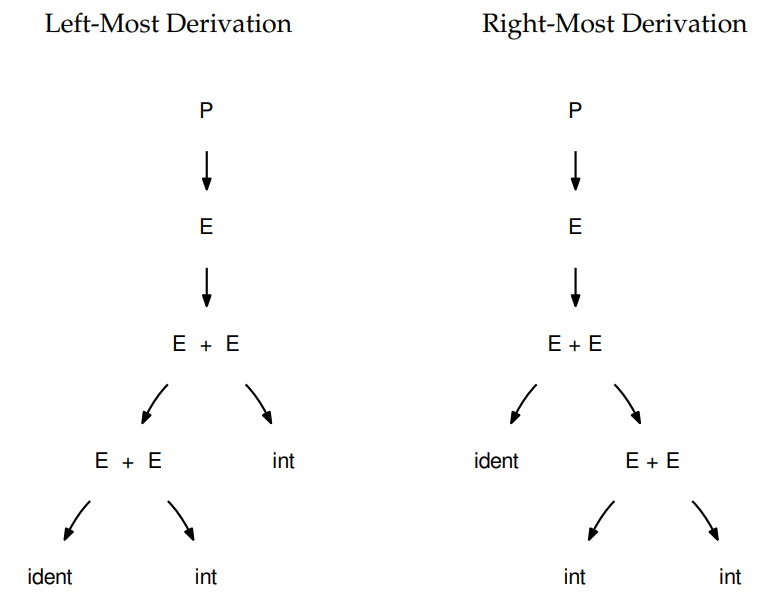 Left-Most Derivation Right-Most Derivation
P P
E E
E + E E + E
E + E int ident E + E
ident int int int